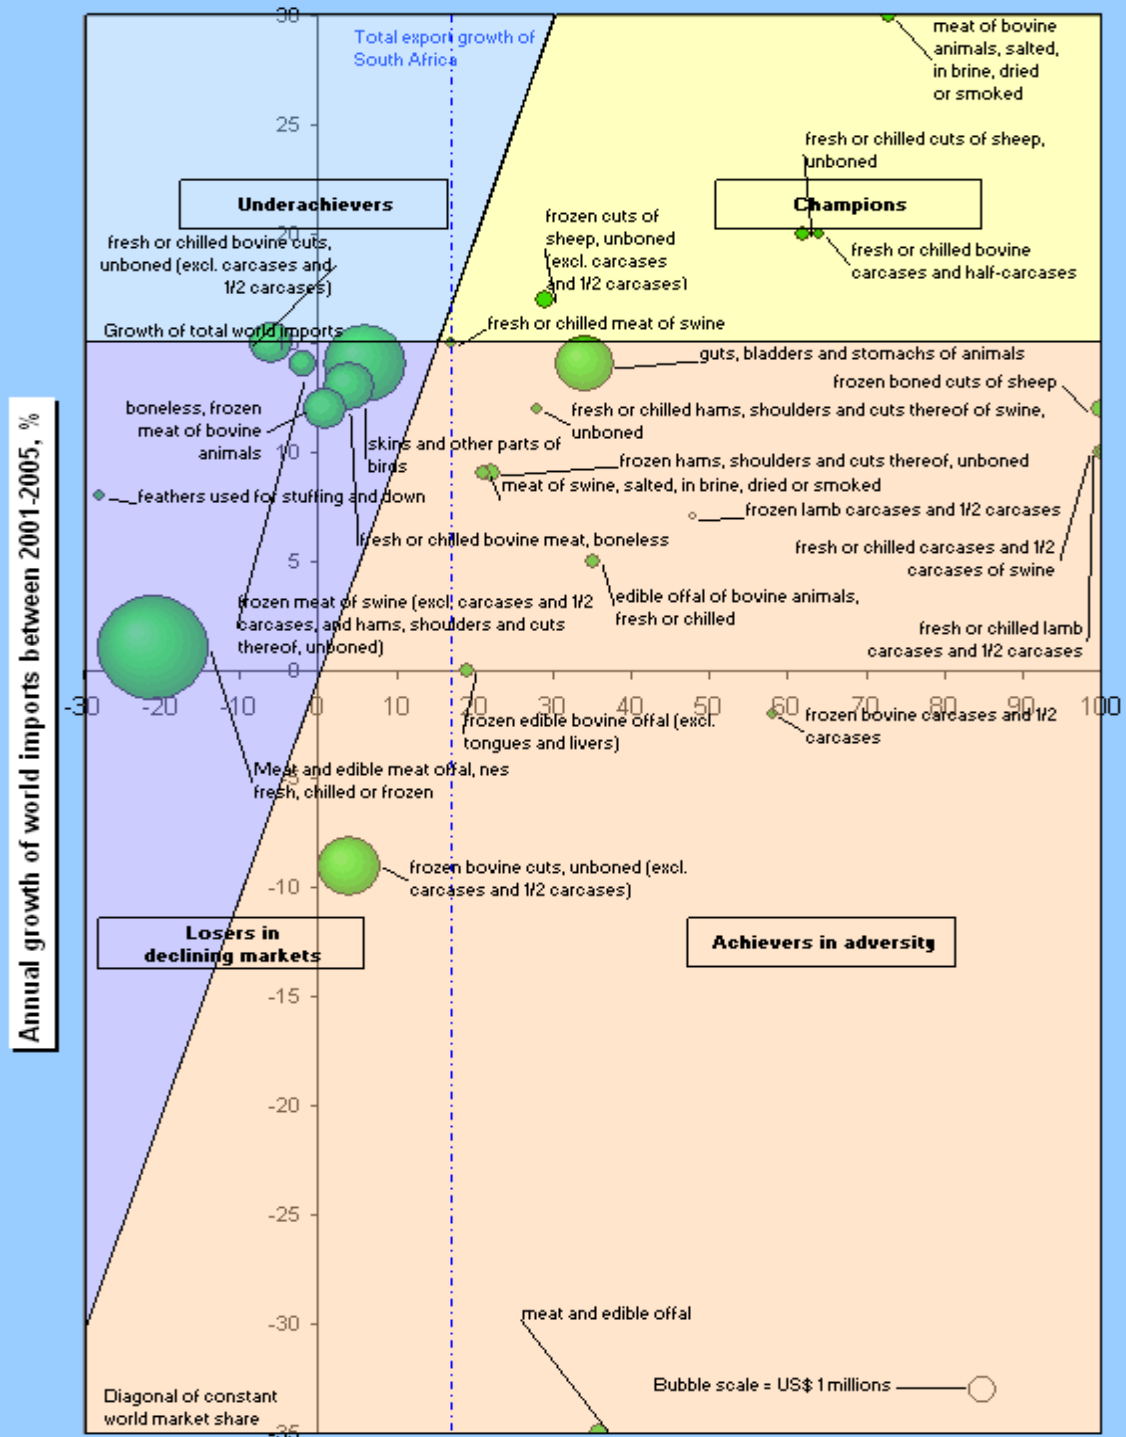 30
Total export growth of
South Africa
meat of bovine
animals, salted,
in brine, dried
or smoked
25
fresh or chilled cuts of sheep,
unboned
Underachievers
Champions
20
fresh or chilled bovine cuts,
unboned (excl. carcases and
1/2 carcases)
frozen cuts of
sheep, unboned
(excl. carcases
and 1/2 carcases)
fresh or chilled bovine
carcases and half-carcases
Growth of total world imports
15
fresh or chilled meat of swine
guts, bladders and stomachs of animals
frozen boned cuts of sheep
boneless, frozen
meat of bovine
animals
fresh or chilled hams, shoulders and cuts thereof of swine,
unboned
10
skins and other parts of
birds
frozen hams, shoulders and cuts thereof, unboned
meat of swine, salted, in brine, dried or smoked
feathers used for stuffing and down
frozen lamb carcases and 1/2 carcases
fresh or chilled bovine meat, boneless
fresh or chilled carcases and 1/2
carcases of swine
5
frozen meat of swine (excl. carcases and 1/2
carcases, and hams, shoulders and cuts
thereof, unboned)
edible offal of bovine animals,
fresh or chilled
fresh or chilled lamb
carcases and 1/2 carcases
0
-30 -20 -10 0 10 20 30 40 50 60 70 80 90 100
frozen edible bovine offal (excl.
tongues and livers)
frozen bovine carcases and 1/2
carcases
Meat and edible meat offal, nes
fresh, chilled or frozen
-5
frozen bovine cuts, unboned (excl.
carcases and 1/2 carcases)
-10
Losers in
declining markets
Achievers in adversity
-15
-20
-25
-30
meat and edible offal
Bubble scale = US$ 1 millions
Diagonal of constant
world market share
-35
Annual growth of world imports between 2001-2005, %